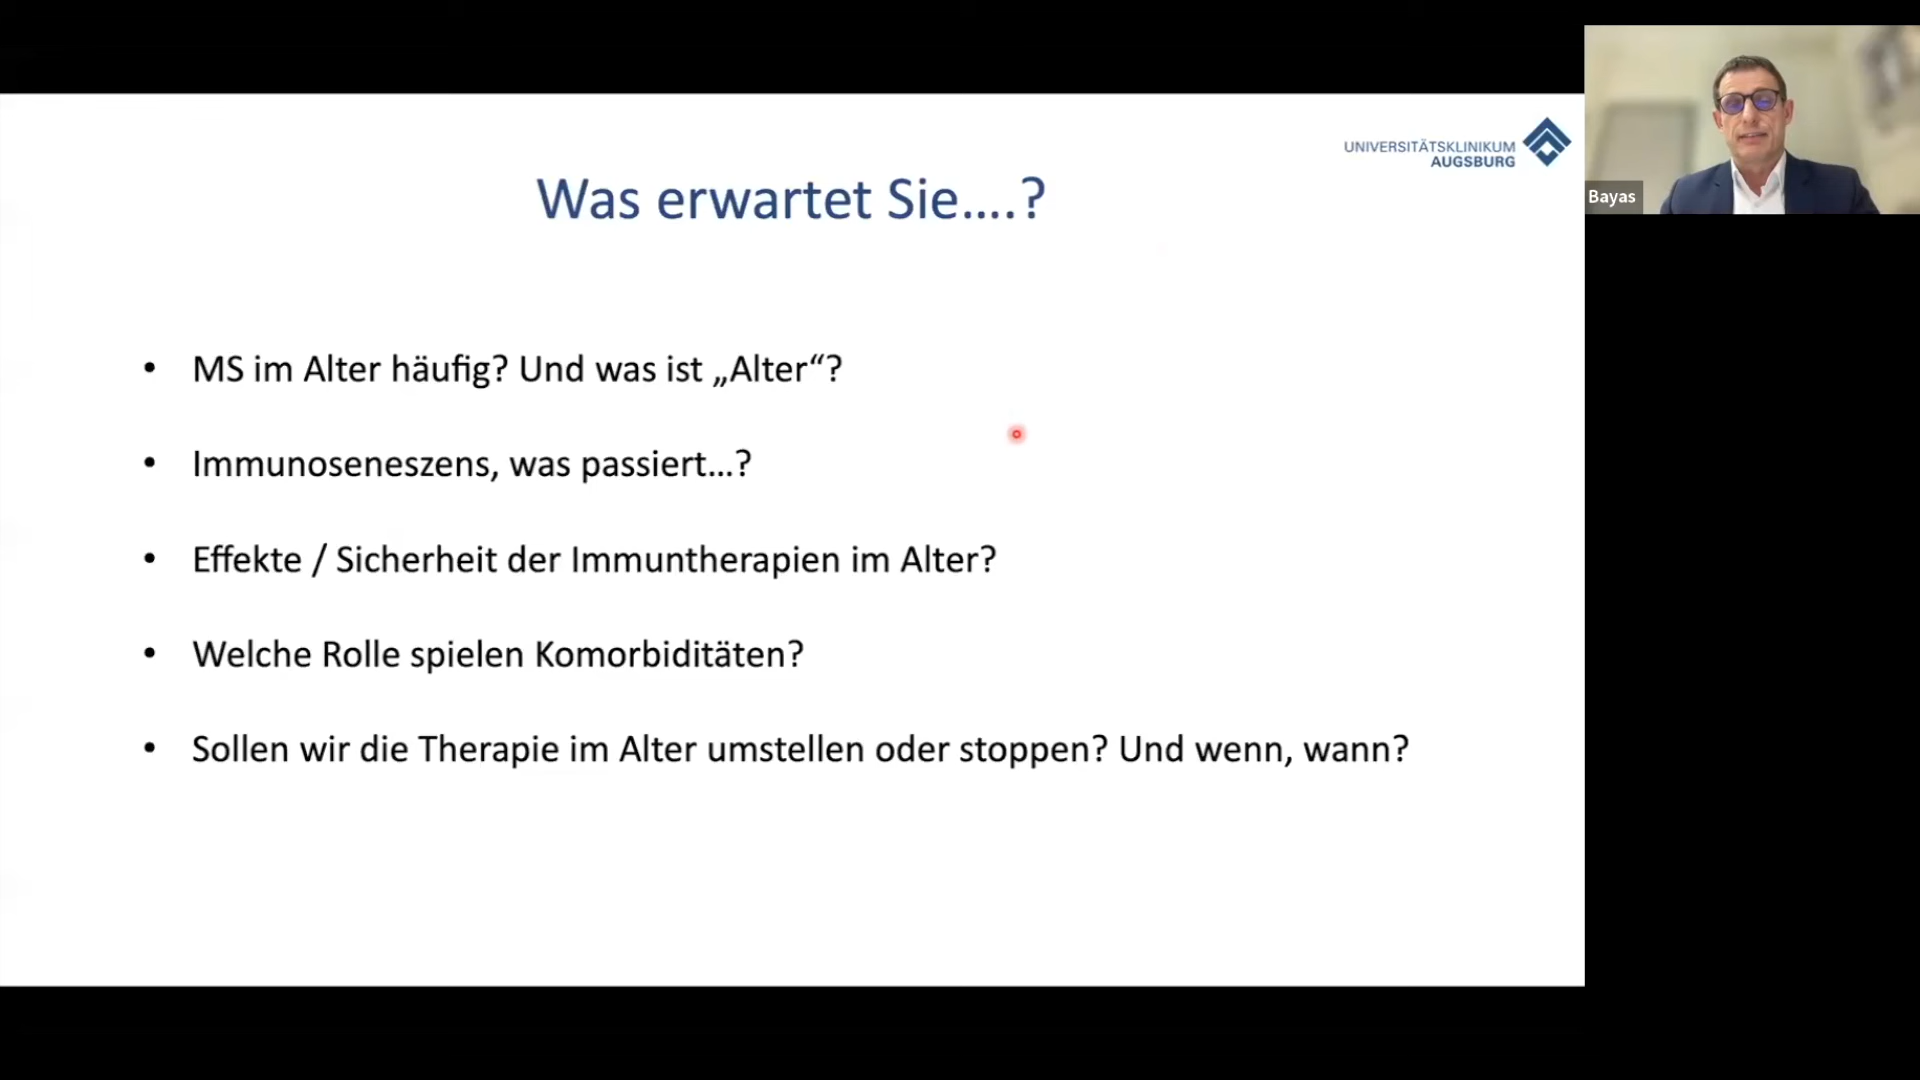 UNIVERSITÄTSKLINIKUM
AUGSBURG
Bayas
Was erwartet Sie....?
• MS im Alter häufig? Und was ist „Alter“?
• Immunoseneszens, was passiert...?
• Effekte / Sicherheit der Immuntherapien im Alter?
• Welche Rolle spielen Komorbiditäten?
• Sollen wir die Therapie im Alter umstellen oder stoppen? Und wenn, wann?